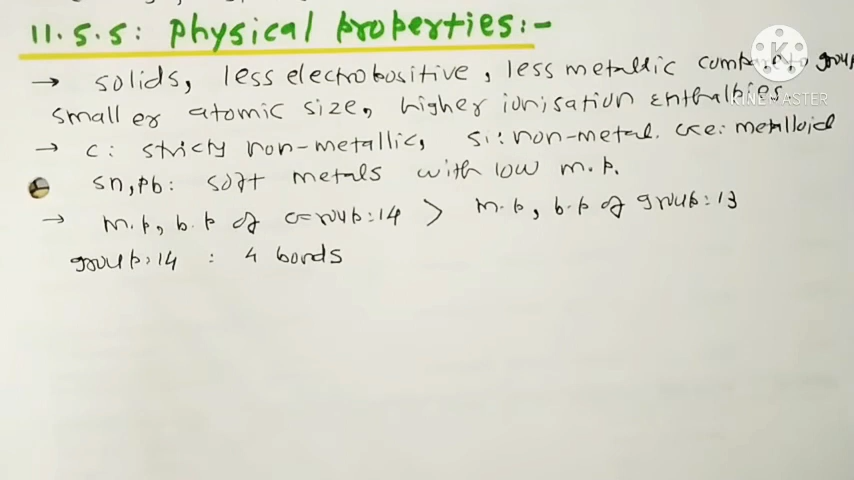 11.5.5: Physical properties:-
→ solids, less electropositive, less metallic compare to group
smaller atomic size, higher ionisation enthalpies.
KINEMASTER
→ C: strictly non-metallic, Si: non-metal. Ge: metalloid
Sn, Pb: soft metals with low m.p.
→ m.p, b.p of Group:14 > m.p, b.p of group:13
group:14 : 4 bonds